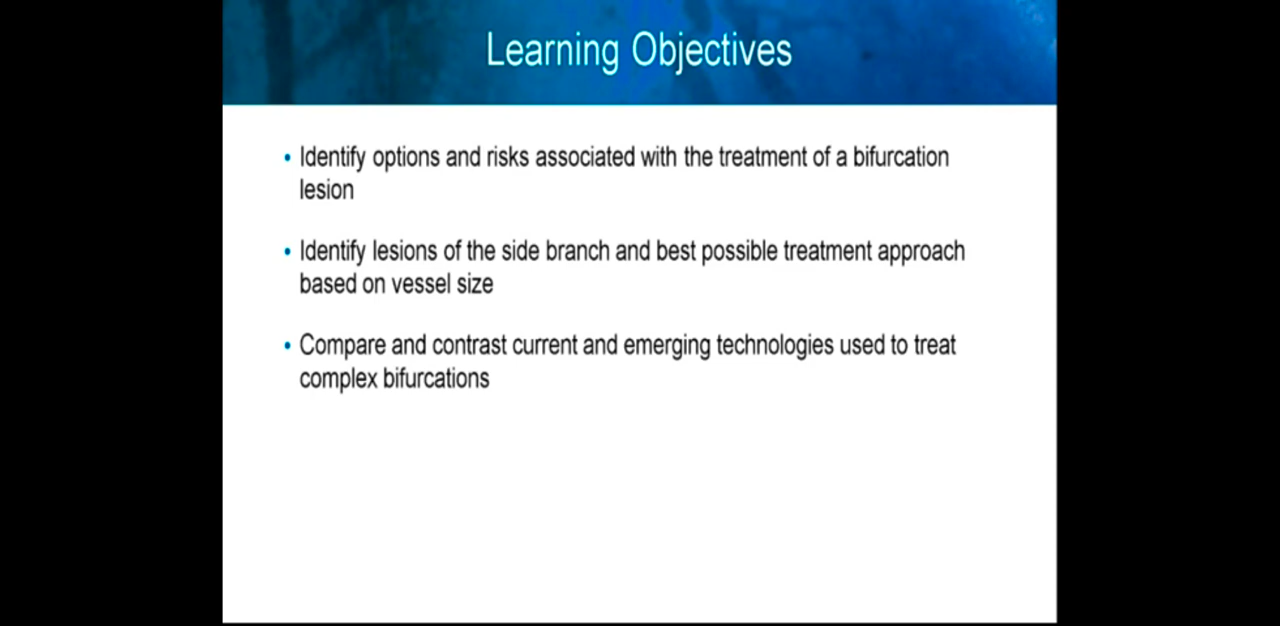 Learning Objectives
• Identify options and risks associated with the treatment of a bifurcation
lesion
• Identify lesions of the side branch and best possible treatment approach
based on vessel size
• Compare and contrast current and emerging technologies used to treat
complex bifurcations